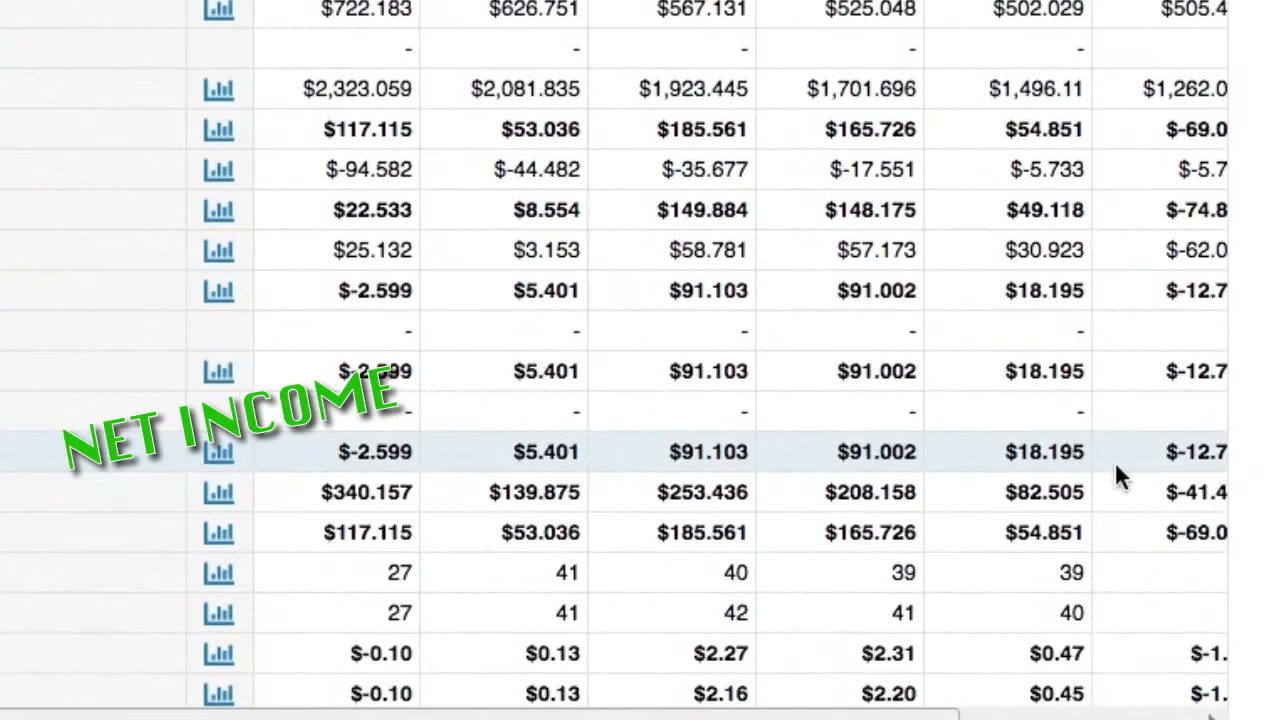 $722.183 $626.751 $567.131 $525.048 $502.029 $505.4
- - - - -
$2,323.059 $2,081.835 $1,923.445 $1,701.696 $1,496.11 $1,262.0
$117.115 $53.036 $185.561 $165.726 $54.851 $-69.0
$-94.582 $-44.482 $-35.677 $-17.551 $-5.733 $-5.7
$22.533 $8.554 $149.884 $148.175 $49.118 $-74.8
$25.132 $3.153 $58.781 $57.173 $30.923 $-62.0
$-2.599 $5.401 $91.103 $91.002 $18.195 $-12.7
- - - - -
$-2.599 $5.401 $91.103 $91.002 $18.195 $-12.7
- - - - -
NET INCOME
$-2.599 $5.401 $91.103 $91.002 $18.195 $-12.7
$340.157 $139.875 $253.436 $208.158 $82.505 $-41.4
$117.115 $53.036 $185.561 $165.726 $54.851 $-69.0
27 41 40 39 39
27 41 42 41 40
$-0.10 $0.13 $2.27 $2.31 $0.47 $-1.
$-0.10 $0.13 $2.16 $2.20 $0.45 $-1.